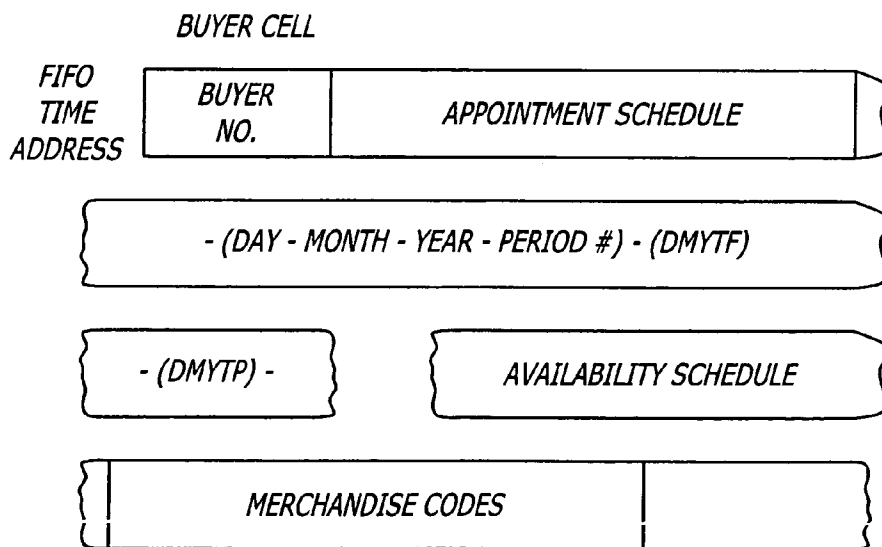 BUYER CELL
FIFO
TIME
ADDRESS
BUYER
NO.
APPOINTMENT SCHEDULE
- (DAY - MONTH - YEAR - PERIOD #) - (DMYTF)
- (DMYTP) -
AVAILABILITY SCHEDULE
MERCHANDISE CODES